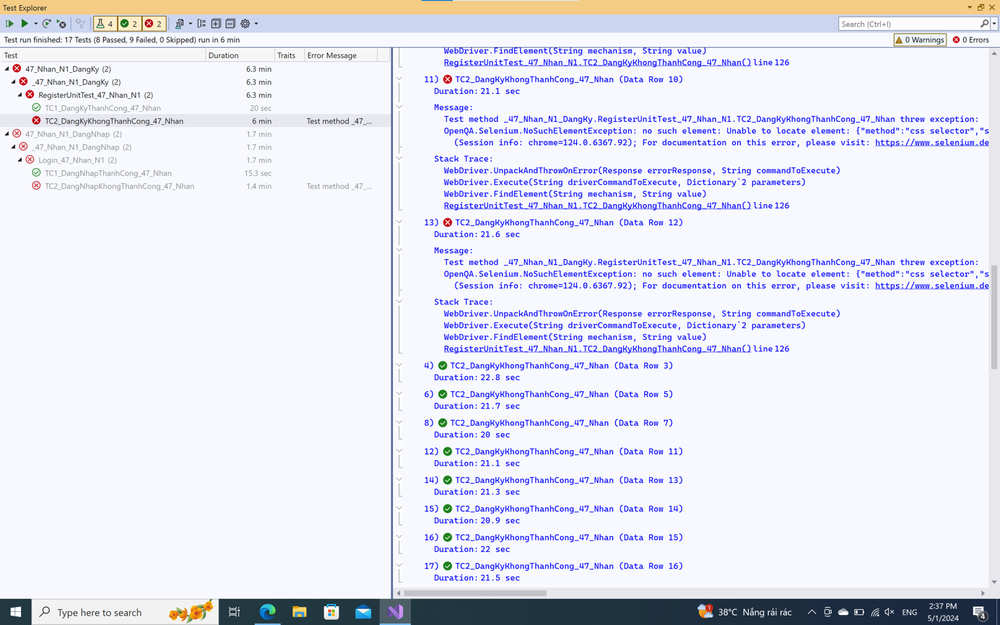 Test Explorer
4 2 2
Search (Ctrl+I)
Test run finished: 17 Tests (8 Passed, 9 Failed, 0 Skipped) run in 6 min
0 Warnings 0 Errors
Test Duration Traits Error Message
47_Nhan_N1_DangKy (2) 6.3 min
_47_Nhan_N1_DangKy (2) 6.3 min
RegisterUnitTest_47_Nhan_N1 (2) 6.3 min
TC1_DangKyThanhCong_47_Nhan 20 sec
TC2_DangKyKhongThanhCong_47_Nhan 6 min Test method _47_...
47_Nhan_N1_DangNhap (2) 1.7 min
_47_Nhan_N1_DangNhap (2) 1.7 min
Login_47_Nhan_N1 (2) 1.7 min
TC1_DangNhapThanhCong_47_Nhan 15.3 sec
TC2_DangNhapKhongThanhCong_47_Nhan 1.4 min Test method _47_...
WebDriver.FindElement(String mechanism, String value)
RegisterUnitTest_47_Nhan_N1.TC2_DangKyKhongThanhCong_47_Nhan() line 126
11) TC2_DangKyKhongThanhCong_47_Nhan (Data Row 10)
Duration: 21.1 sec
Message:
Test method _47_Nhan_N1_DangKy.RegisterUnitTest_47_Nhan_N1.TC2_DangKyKhongThanhCong_47_Nhan threw exception:
OpenQA.Selenium.NoSuchElementException: no such element: Unable to locate element: {"method":"css selector","s
(Session info: chrome=124.0.6367.92); For documentation on this error, please visit: https://www.selenium.de
Stack Trace:
WebDriver.UnpackAndThrowOnError(Response errorResponse, String commandToExecute)
WebDriver.Execute(String driverCommandToExecute, Dictionary`2 parameters)
WebDriver.FindElement(String mechanism, String value)
RegisterUnitTest_47_Nhan_N1.TC2_DangKyKhongThanhCong_47_Nhan() line 126
13) TC2_DangKyKhongThanhCong_47_Nhan (Data Row 12)
Duration: 21.6 sec
Message:
Test method _47_Nhan_N1_DangKy.RegisterUnitTest_47_Nhan_N1.TC2_DangKyKhongThanhCong_47_Nhan threw exception:
OpenQA.Selenium.NoSuchElementException: no such element: Unable to locate element: {"method":"css selector","s
(Session info: chrome=124.0.6367.92); For documentation on this error, please visit: https://www.selenium.de
Stack Trace:
WebDriver.UnpackAndThrowOnError(Response errorResponse, String commandToExecute)
WebDriver.Execute(String driverCommandToExecute, Dictionary`2 parameters)
WebDriver.FindElement(String mechanism, String value)
RegisterUnitTest_47_Nhan_N1.TC2_DangKyKhongThanhCong_47_Nhan() line 126
4) TC2_DangKyKhongThanhCong_47_Nhan (Data Row 3)
Duration: 22.8 sec
6) TC2_DangKyKhongThanhCong_47_Nhan (Data Row 5)
Duration: 21.7 sec
8) TC2_DangKyKhongThanhCong_47_Nhan (Data Row 7)
Duration: 20 sec
12) TC2_DangKyKhongThanhCong_47_Nhan (Data Row 11)
Duration: 21.1 sec
14) TC2_DangKyKhongThanhCong_47_Nhan (Data Row 13)
Duration: 21.3 sec
15) TC2_DangKyKhongThanhCong_47_Nhan (Data Row 14)
Duration: 20.9 sec
16) TC2_DangKyKhongThanhCong_47_Nhan (Data Row 15)
Duration: 22 sec
17) TC2_DangKyKhongThanhCong_47_Nhan (Data Row 16)
Duration: 21.5 sec
Type here to search
1 38°C Nắng rải rác ENG 2:37 PM 4
5/1/2024